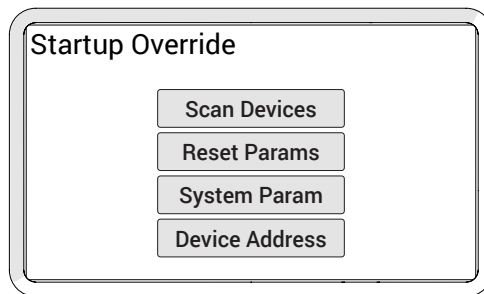 Startup Override
Scan Devices
Reset Params
System Param
Device Address